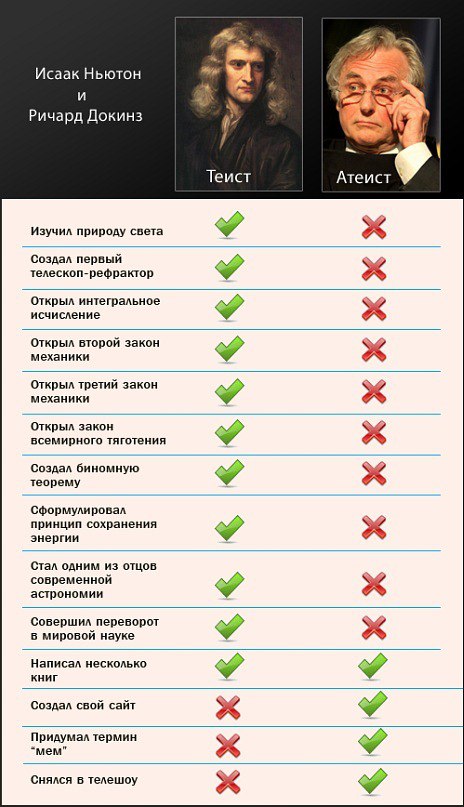 Исаак Ньютон
и
Ричард Докинз
Теист
Атеист
Изучил природу света
Создал первый
телескоп-рефрактор
Открыл интегральное
исчисление
Открыл второй закон
механики
Открыл третий закон
механики
Открыл закон
всемирного тяготения
Создал биномную
теорему
Сформулировал
принцип сохранения
энергии
Стал одним из отцов
современной
астрономии
Совершил переворот
в мировой науке
Написал несколько
книг
Создал свой сайт
Придумал термин
“мем”
Снялся в телешоу